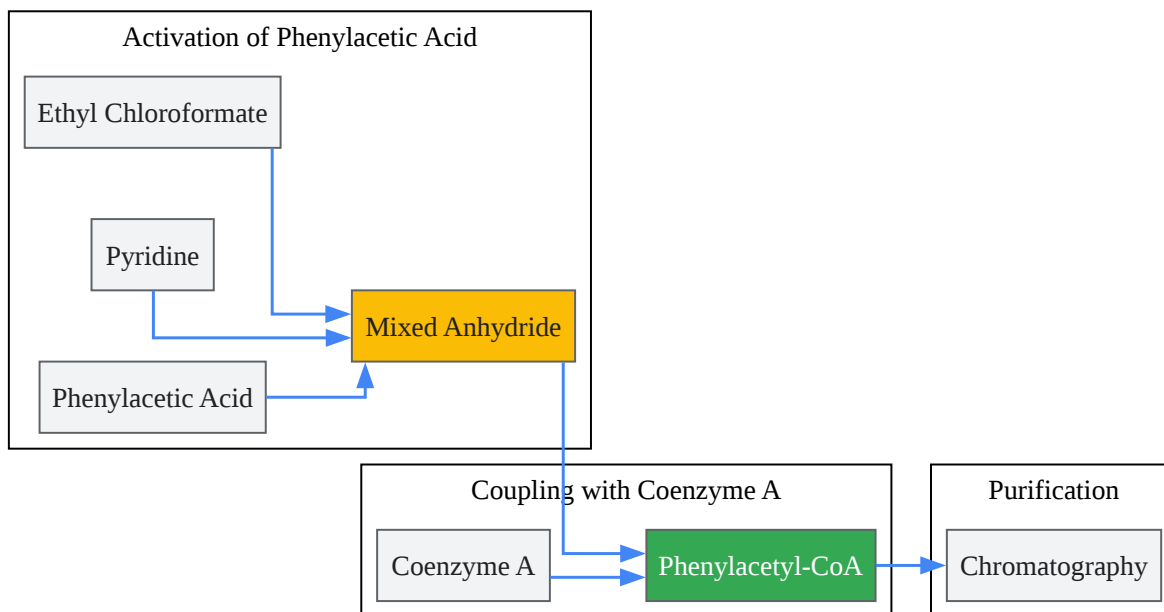 Activation of Phenylacetic Acid
Ethyl Chloroformate
Pyridine
Mixed Anhydride
Phenylacetic Acid
Coupling with Coenzyme A
Coenzyme A
Phenylacetyl-CoA
Purification
Chromatography